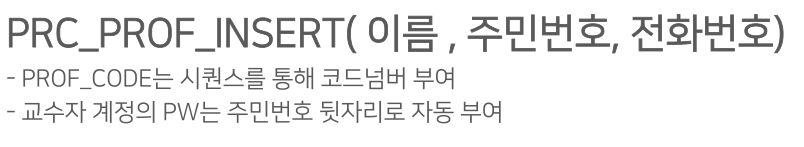 PRC_PROF_INSERT( 이름 , 주민번호, 전화번호)
- PROF_CODE는 시퀀스를 통해 코드넘버 부여
- 교수자 계정의 PW는 주민번호 뒷자리로 자동 부여